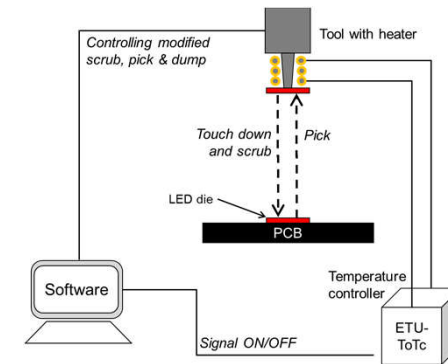 Controlling modified
scrub, pick & dump
Tool with heater
Touch down
and scrub
Pick
LED die
PCB
Temperature
controller
Software
ETU-
ToTc
Signal ON/OFF